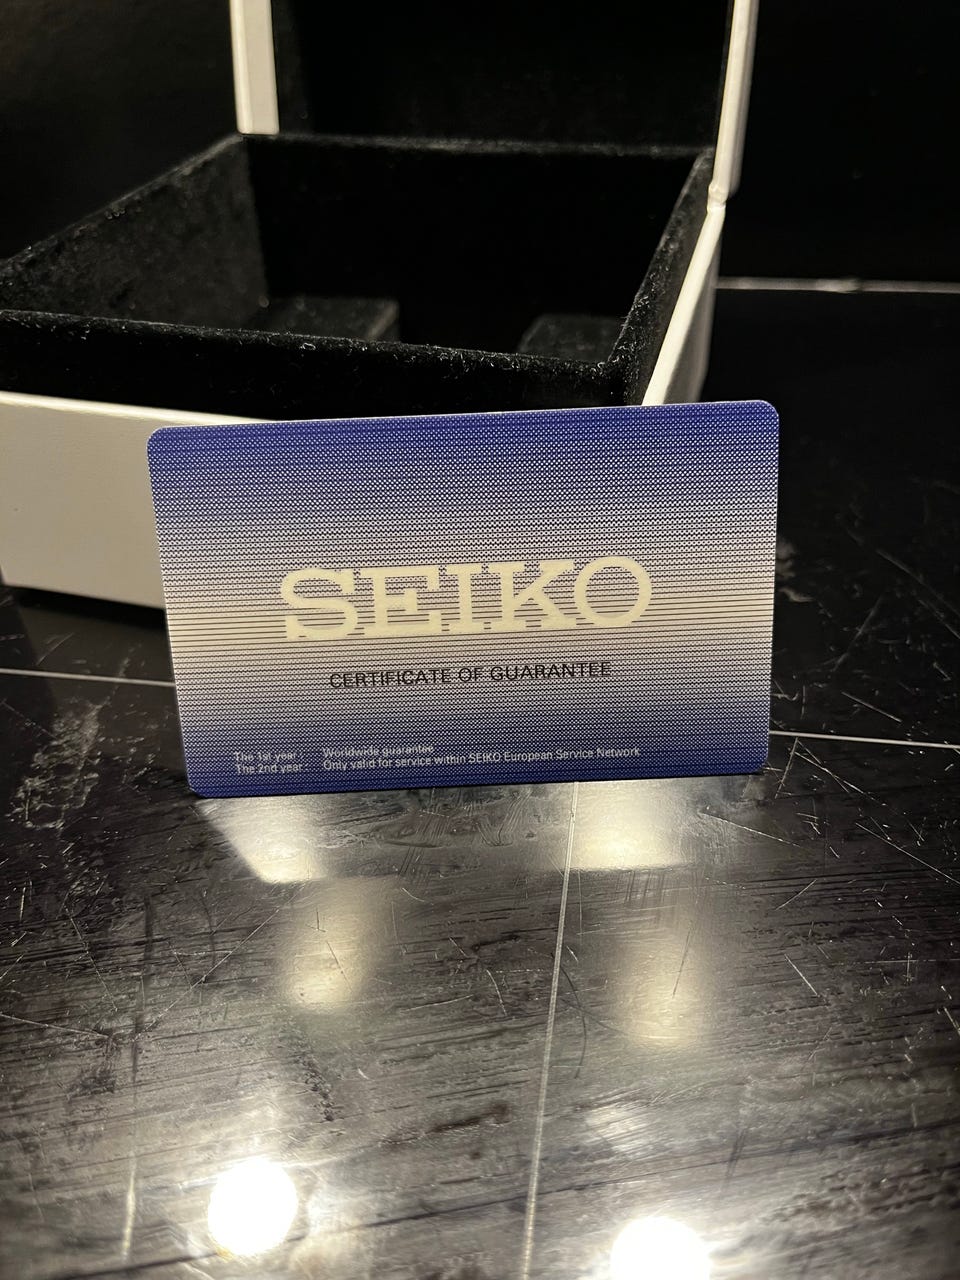 SEIKO
CERTIFICATE OF GUARANTEE
The 1st year : Worldwide guarantee
The 2nd year : Only valid for service within SEIKO European Service Network